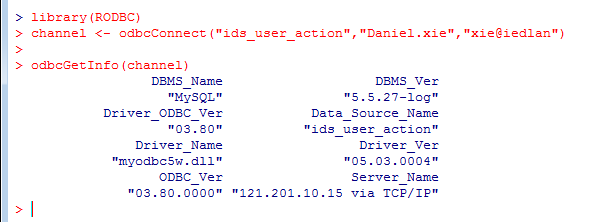 > library(RODBC)
> channel <- odbcConnect("ids_user_action","Daniel.xie","xie@iedlan")
>
> odbcGetInfo(channel)
DBMS_Name DBMS_Ver
"MySQL" "5.5.27-log"
Driver_ODBC_Ver Data_Source_Name
"03.80" "ids_user_action"
Driver_Name Driver_Ver
"myodbc5w.dll" "05.03.0004"
ODBC_Ver Server_Name
"03.80.0000" "121.201.10.15 via TCP/IP"
>